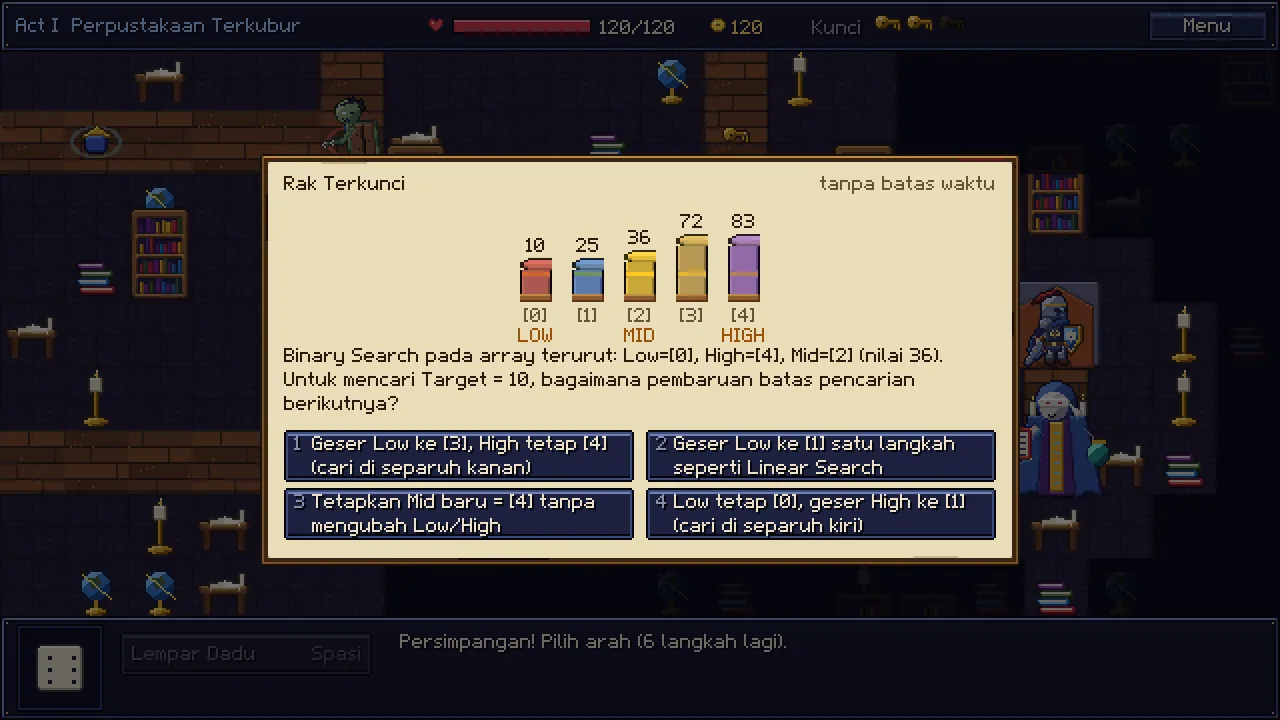 Act I Perpustakaan Terkubur
120/120
120
Kunci
Menu
Rak Terkunci
tanpa batas waktu
10 25 36 72 83
[0] [1] [2] [3] [4]
LOW MID HIGH
Binary Search pada array terurut: Low=[0], High=[4], Mid=[2] (nilai 36).
Untuk mencari Target = 10, bagaimana pembaruan batas pencarian
berikutnya?
1 Geser Low ke [3], High tetap [4]
(cari di separuh kanan)
2 Geser Low ke [1] satu langkah
seperti Linear Search
3 Tetapkan Mid baru = [4] tanpa
mengubah Low/High
4 Low tetap [0], geser High ke [1]
(cari di separuh kiri)
Lempar Dadu Spasi
Persimpangan! Pilih arah (6 langkah lagi).